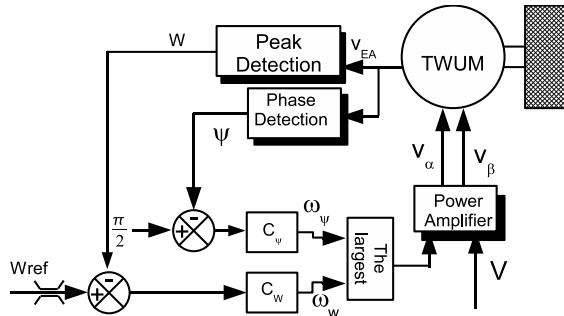 W
Peak
Detection
V_EA
TWUM
Phase
Detection
ψ
v_α
v_β
Power
Amplifier
π/2
+
-
C_ψ
ω_ψ
The
largest
V
Wref
+
-
C_W
ω_w